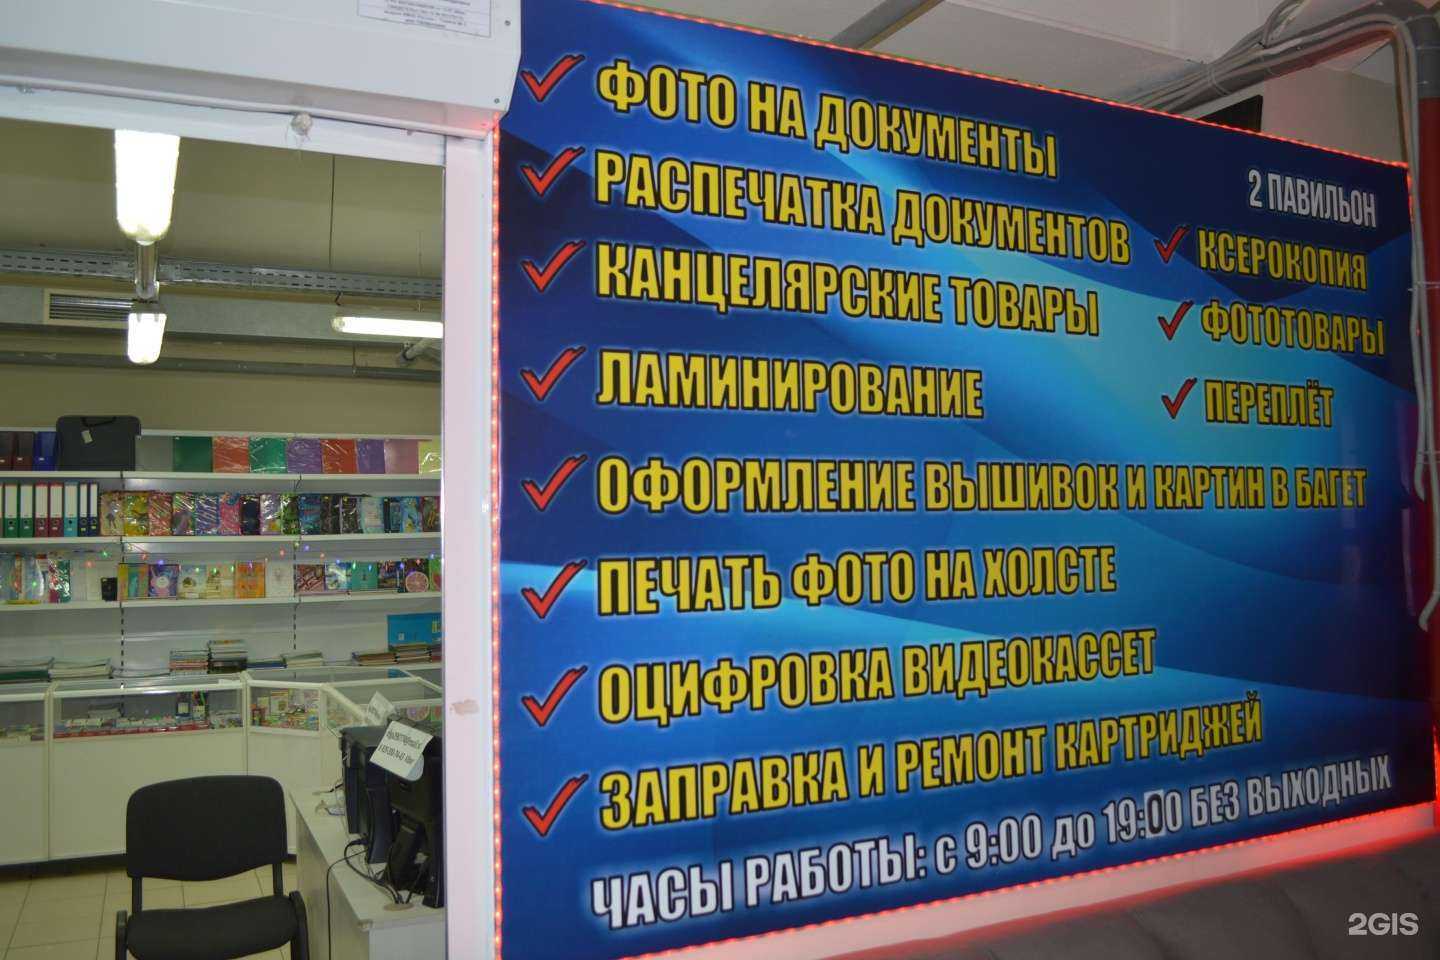 ФОТО НА ДОКУМЕНТЫ
РАСПЕЧАТКА ДОКУМЕНТОВ
КАНЦЕЛЯРСКИЕ ТОВАРЫ
ЛАМИНИРОВАНИЕ
2 ПАВИЛЬОН
КСЕРОКОПИЯ
ФОТОТОВАРЫ
ПЕРЕПЛЁТ
ОФОРМЛЕНИЕ ВЫШИВОК И КАРТИН В БАГЕТ
ПЕЧАТЬ ФОТО НА ХОЛСТЕ
ОЦИФРОВКА ВИДЕОКАССЕТ
ЗАПРАВКА И РЕМОНТ КАРТРИДЖЕЙ
ЧАСЫ РАБОТЫ: С 9:00 ДО 19:00 БЕЗ ВЫХОДНЫХ
2GIS